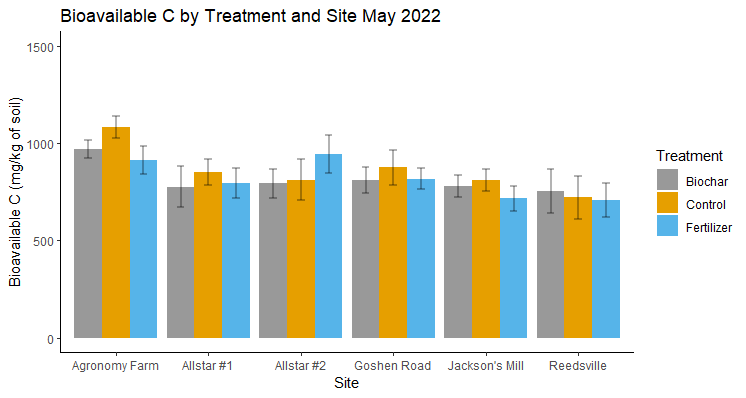 Bioavailable C by Treatment and Site May 2022
Bioavailable C (mg/kg of soil)
1500
1000
500
0
Agronomy Farm
Allstar #1
Allstar #2
Goshen Road
Jackson's Mill
Reedsville
Site
Treatment
Biochar
Control
Fertilizer